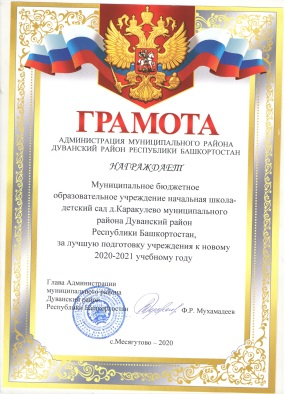 ГРАМОТА
АДМИНИСТРАЦИЯ МУНИЦИПАЛЬНОГО РАЙОНА
ДУВАНСКИЙ РАЙОН РЕСПУБЛИКИ БАШКОРТОСТАН
НАГРАЖДАЕТ
Муниципальное бюджетное
образовательное учреждение начальная школа-
детский сад д.Каракулево муниципального
района Дуванский район
Республики Башкортостан,
за лучшую подготовку учреждения к новому
2020-2021 учебному году
Глава Администрации
муниципального района
Дуванский район
Республики Башкортостан
Ф.Р. Мухамадеев
с.Месягутово – 2020